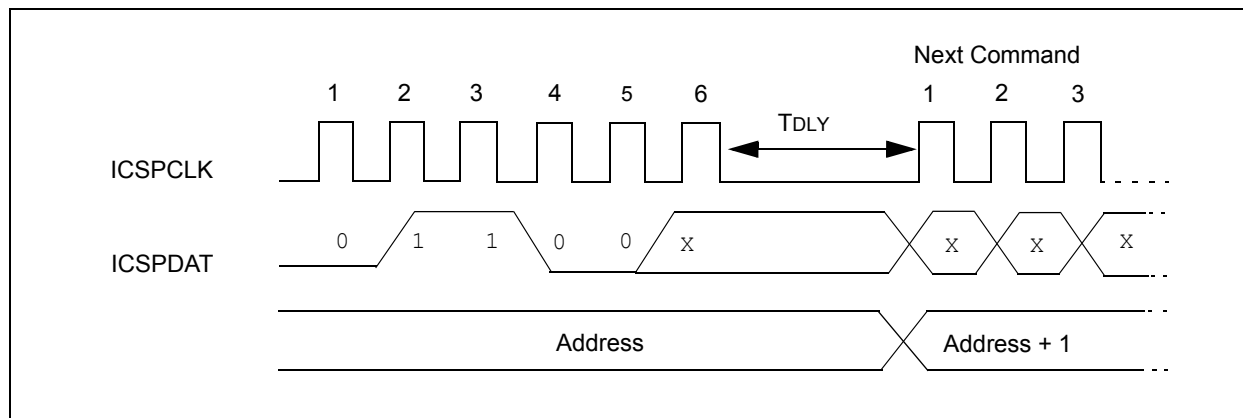 Next Command
1 2 3 4 5 6 1 2 3
TDLY
ICSPCLK
0 1 1 0 0 X X X X
ICSPDAT
Address Address + 1